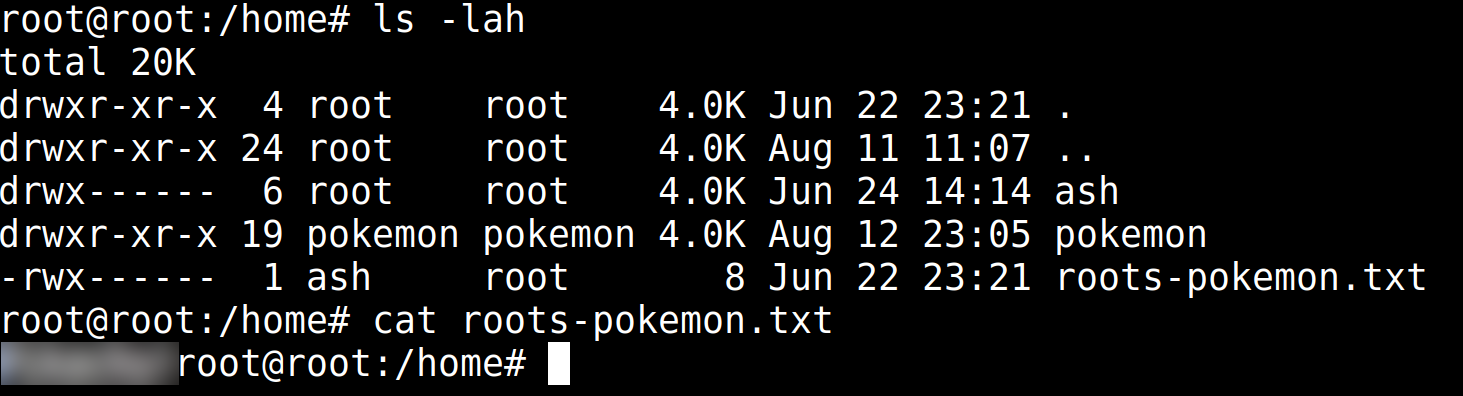 root@root:/home# ls -lah
total 20K
drwxr-xr-x  4 root    root    4.0K Jun 22 23:21 .
drwxr-xr-x 24 root    root    4.0K Aug 11 11:07 ..
drwx------  6 root    root    4.0K Jun 24 14:14 ash
drwxr-xr-x 19 pokemon pokemon 4.0K Aug 12 23:05 pokemon
-rwx------  1 ash     root       8 Jun 22 23:21 roots-pokemon.txt
root@root:/home# cat roots-pokemon.txt
root@root:/home#